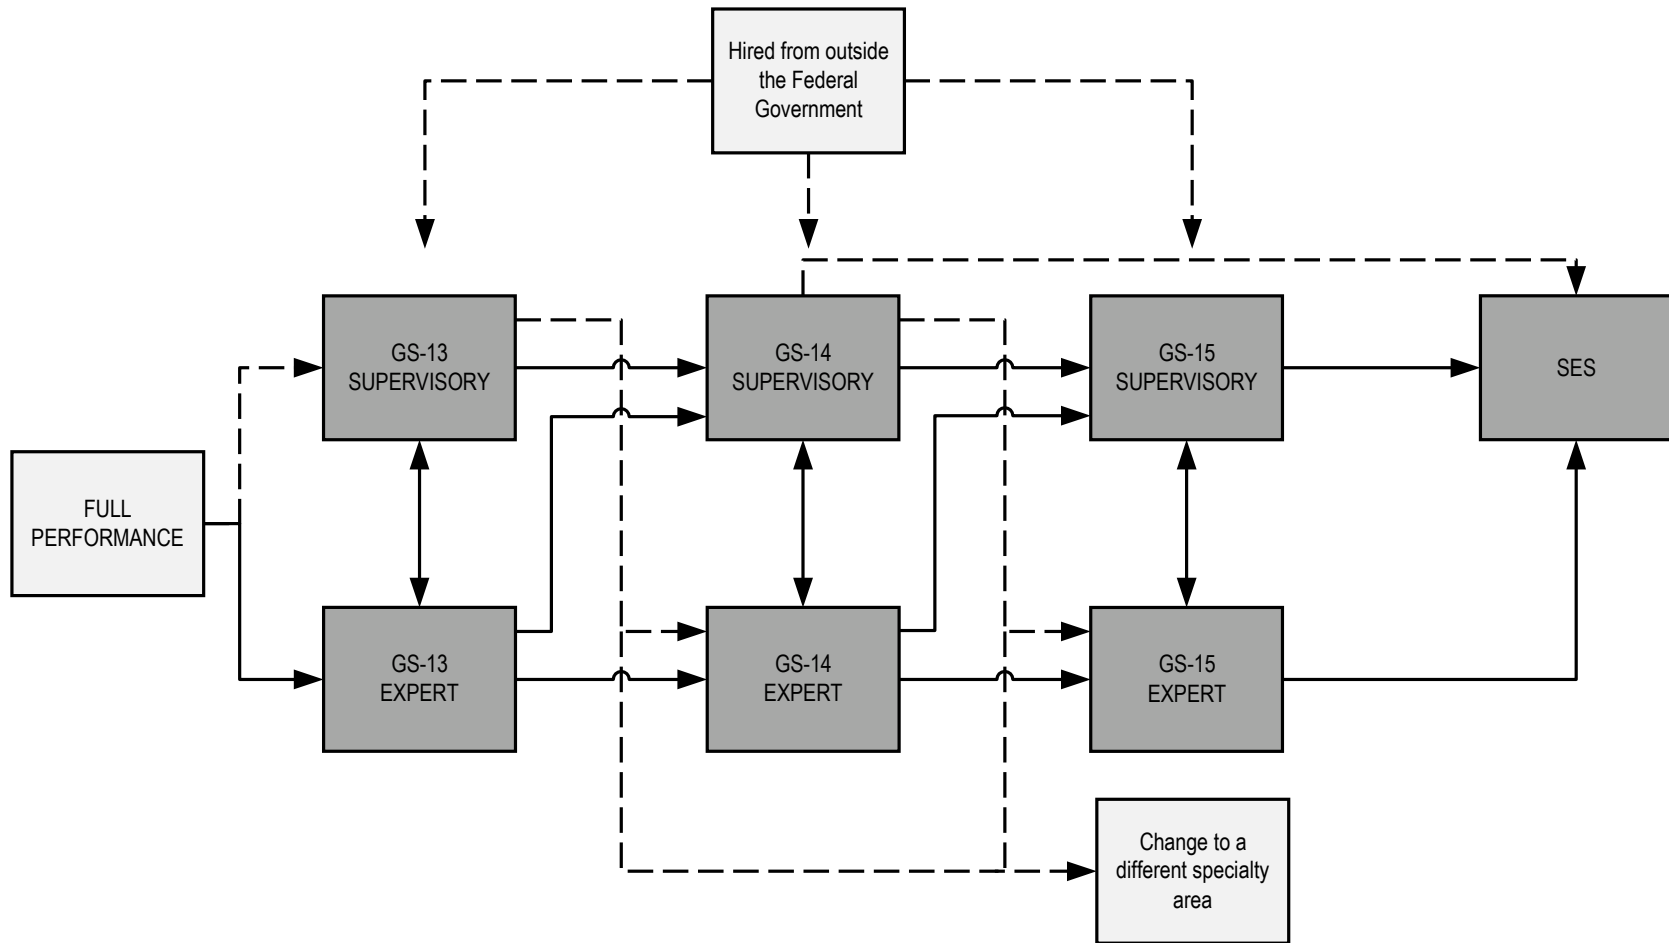 Hired from outside
the Federal
Government
GS-13
SUPERVISORY
GS-14
SUPERVISORY
GS-15
SUPERVISORY
SES
FULL
PERFORMANCE
GS-13
EXPERT
GS-14
EXPERT
GS-15
EXPERT
Change to a
different specialty
area